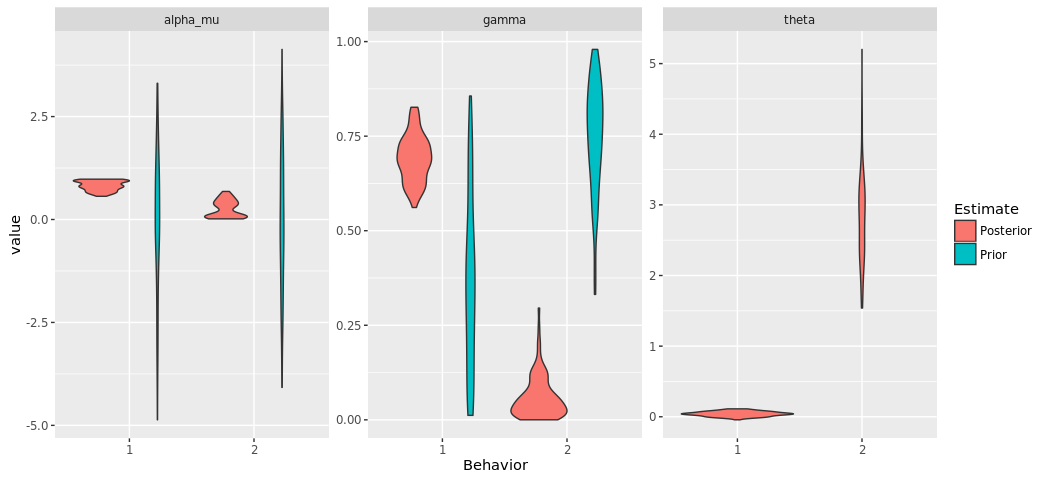 alpha_mu
gamma
theta
value
2.5
0.0
-2.5
-5.0
1.00
0.75
0.50
0.25
0.00
5
4
3
2
1
0
1 2
1 2
1 2
Behavior
Estimate
Posterior
Prior